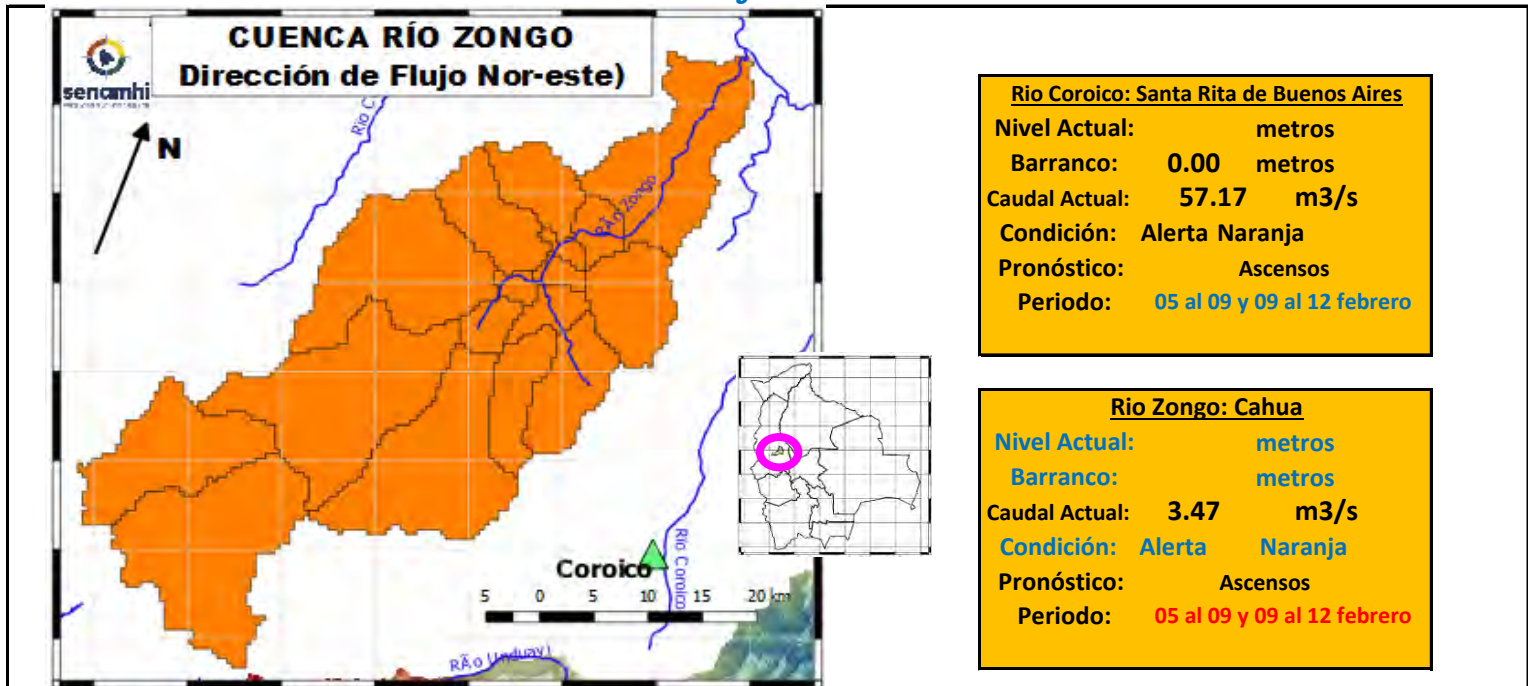 CUENCA RÍO ZONGO
Dirección de Flujo Nor-este)
senamhi
N
Río C
RÃo Zongo
Coroico
Río Coroico
5 0 5 10 15 20 km
RÃo (Unduavi)
Rio Coroico: Santa Rita de Buenos Aires
Nivel Actual: metros
Barranco: 0.00 metros
Caudal Actual: 57.17 m3/s
Condición: Alerta Naranja
Pronóstico: Ascensos
Periodo: 05 al 09 y 09 al 12 febrero
Rio Zongo: Cahua
Nivel Actual: metros
Barranco: metros
Caudal Actual: 3.47 m3/s
Condición: Alerta Naranja
Pronóstico: Ascensos
Periodo: 05 al 09 y 09 al 12 febrero